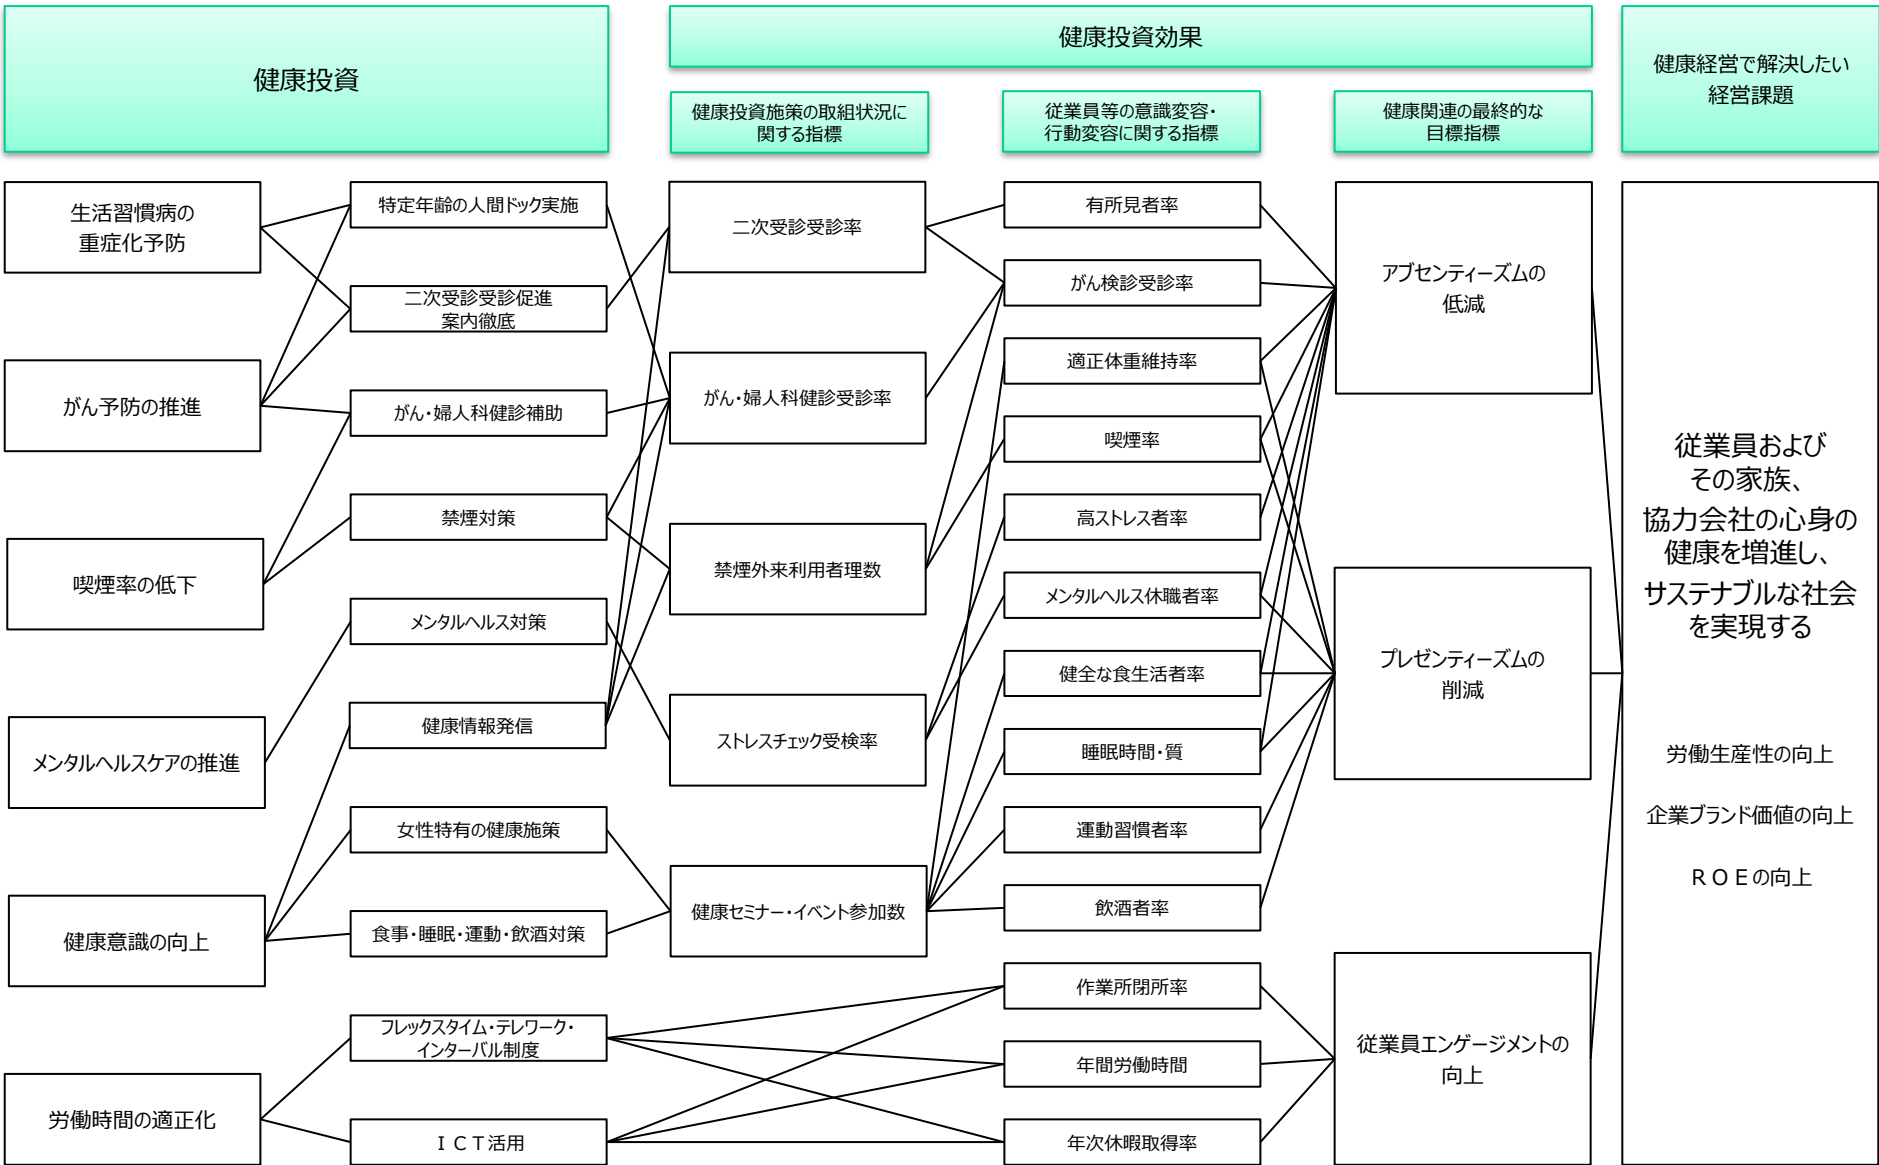 健康投資
健康投資効果
健康経営で解決したい
経営課題
健康投資施策の取組状況に
関する指標
従業員等の意識変容・
行動変容に関する指標
健康関連の最終的な
目標指標
生活習慣病の
重症化予防
がん予防の推進
喫煙率の低下
メンタルヘルスケアの推進
健康意識の向上
労働時間の適正化
特定年齢の人間ドック実施
二次受診受診促進
案内徹底
がん・婦人科健診補助
禁煙対策
メンタルヘルス対策
健康情報発信
女性特有の健康施策
食事・睡眠・運動・飲酒対策
フレックスタイム・テレワーク・
インターバル制度
ＩＣＴ活用
二次受診受診率
がん・婦人科健診受診率
禁煙外来利用者理数
ストレスチェック受検率
健康セミナー・イベント参加数
有所見者率
がん検診受診率
適正体重維持率
喫煙率
高ストレス者率
メンタルヘルス休職者率
健全な食生活者率
睡眠時間・質
運動習慣者率
飲酒者率
作業所閉所率
年間労働時間
年次休暇取得率
アブセンティーズムの
低減
プレゼンティーズムの
削減
従業員エンゲージメントの
向上
従業員および
その家族、
協力会社の心身の
健康を増進し、
サステナブルな社会
を実現する
労働生産性の向上
企業ブランド価値の向上
ＲＯＥの向上